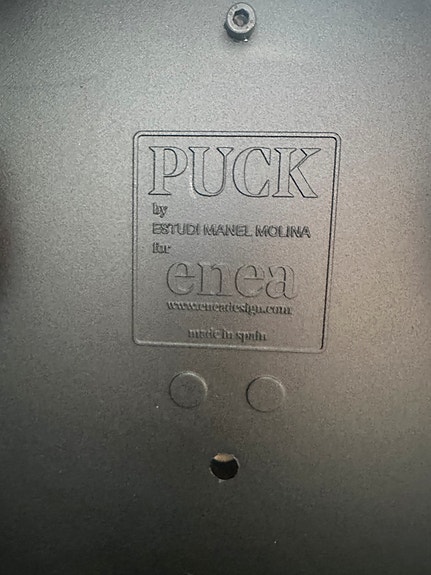 PUCK
by
ESTUDI MANEL MOLINA
for
enea
www.eneadesign.com
made in spain